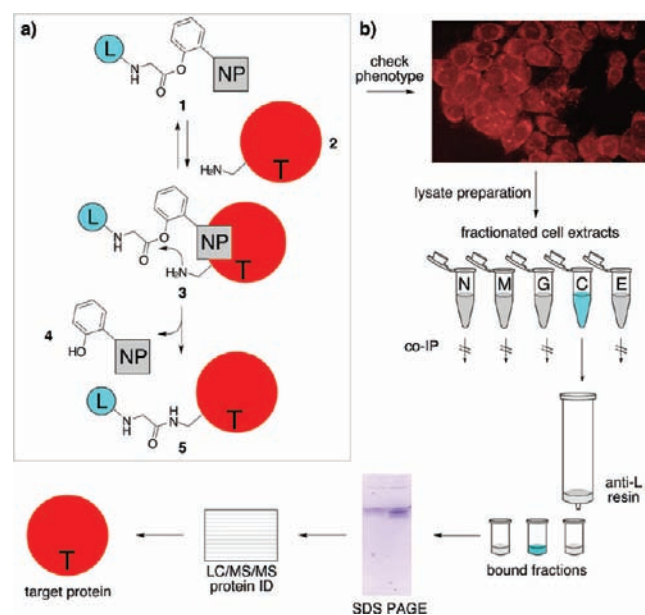 a)
L
N
H
O
O
NP
1
2
H₂N
T
L
N
H
O
O
NP
H₂N
T
3
4
HO
NP
L
N
H
O
H
N
T
5
b)
check
phenotype
lysate preparation
fractionated cell extracts
N M G C E
co-IP
anti-L
resin
bound fractions
SDS PAGE
LC/MS/MS
protein ID
T
target protein